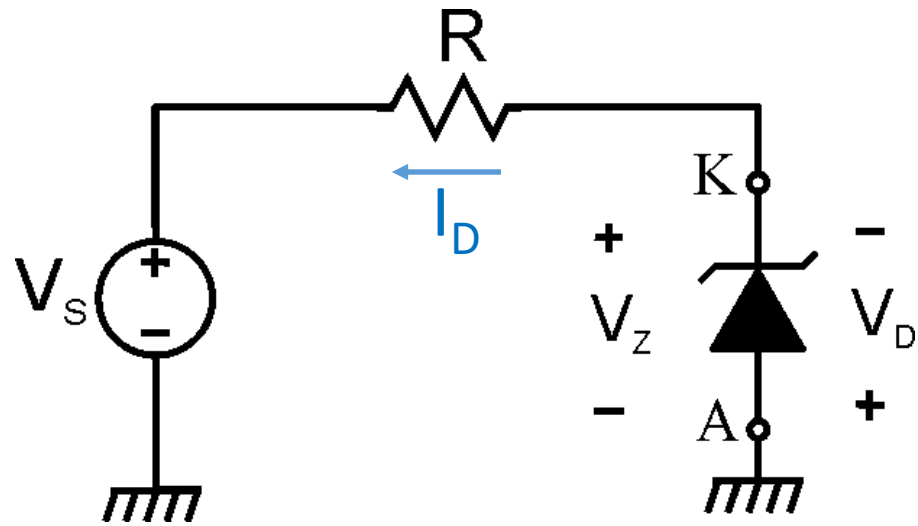 R
I_D
K
+
-
V_S
+
-
V_Z
V_D
-
A
+